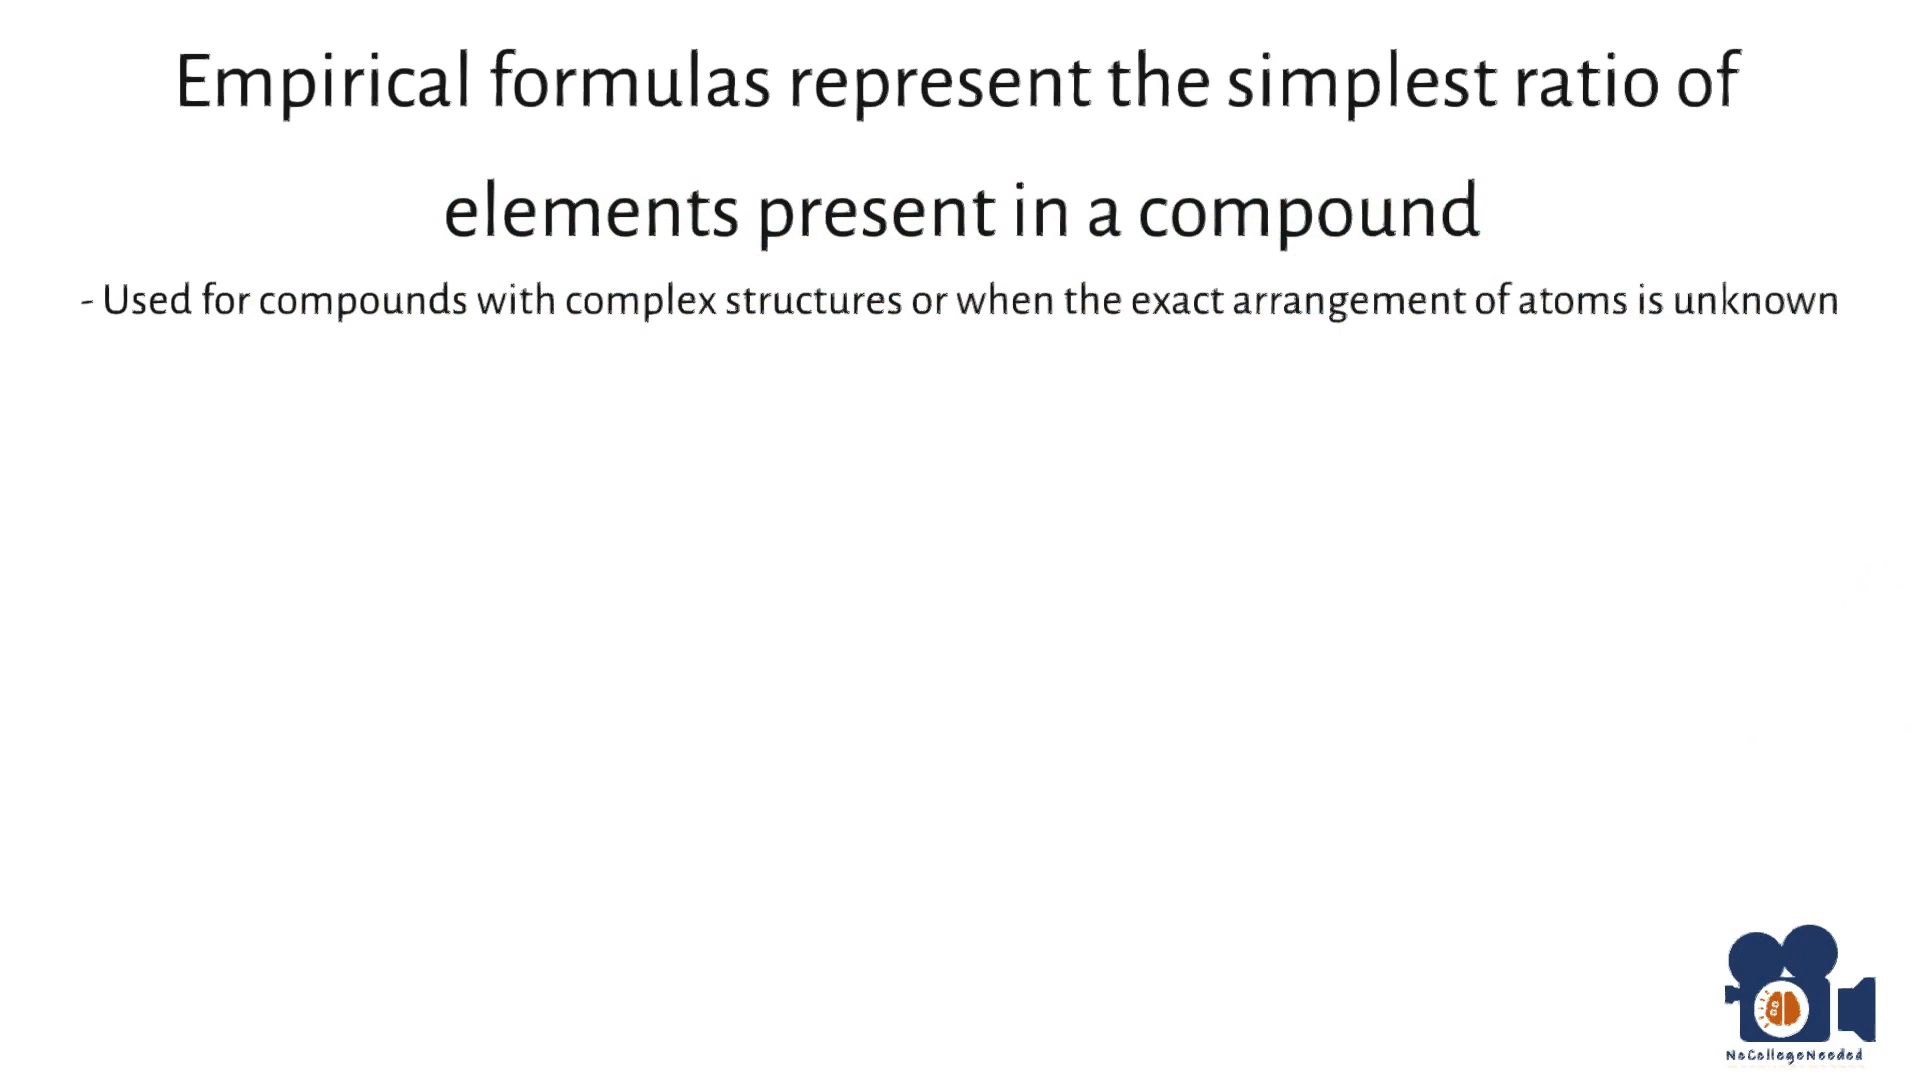 Empirical formulas represent the simplest ratio of
elements present in a compound
- Used for compounds with complex structures or when the exact arrangement of atoms is unknown
NoCollegeNeeded